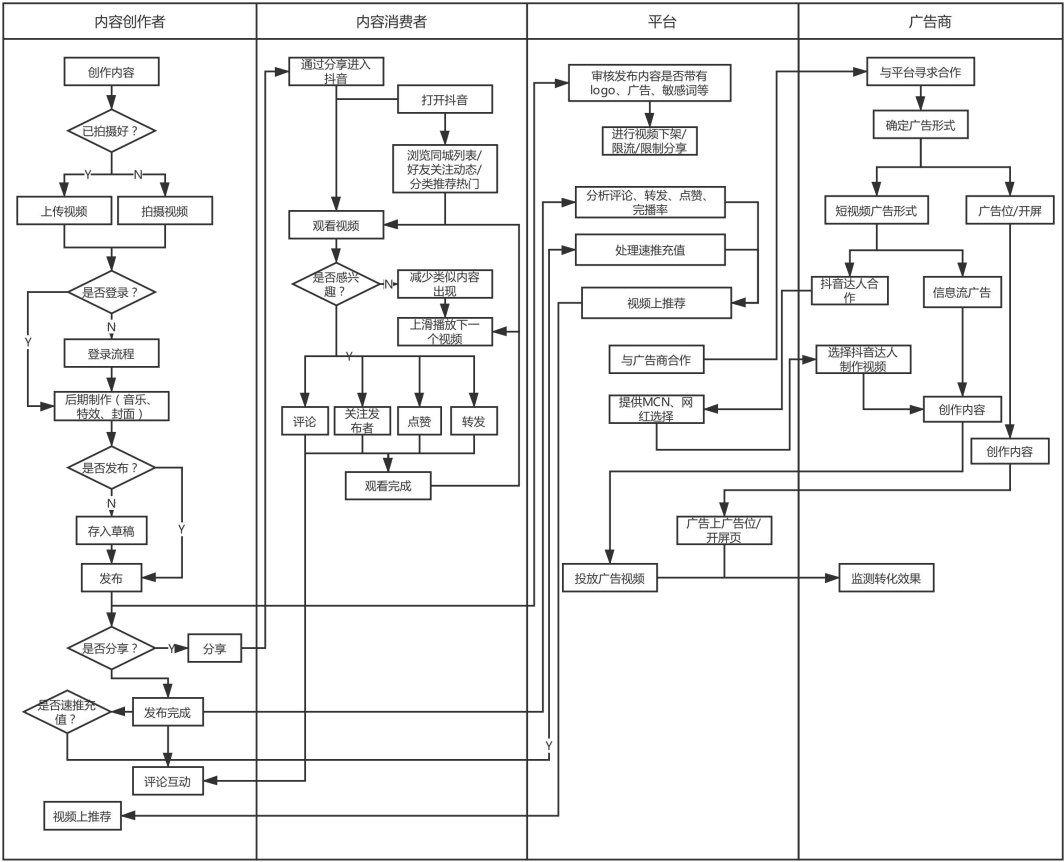 内容创作者
创作内容
已拍摄好？
Y
N
上传视频
拍摄视频
是否登录？
N
Y
登录流程
后期制作（音乐、
特效、封面）
是否发布？
N
Y
存入草稿
发布
是否分享？
Y
分享
是否速推充
值？
发布完成
评论互动
视频上推荐
内容消费者
通过分享进入
抖音
打开抖音
浏览同城列表/
好友关注动态/
分类推荐热门
观看视频
是否感兴
趣？
N
减少类似内容
出现
上滑播放下一
个视频
Y
评论
关注发
布者
点赞
转发
观看完成
平台
审核发布内容是否带有
logo、广告、敏感词等
进行视频下架/
限流/限制分享
分析评论、转发、点赞、
完播率
处理速推充值
视频上推荐
与广告商合作
提供MCN、网
红选择
广告上广告位/
开屏页
投放广告视频
Y
广告商
与平台寻求合作
确定广告形式
短视频广告形式
广告位/开屏
抖音达人合
作
信息流广告
选择抖音达人
制作视频
创作内容
创作内容
监测转化效果